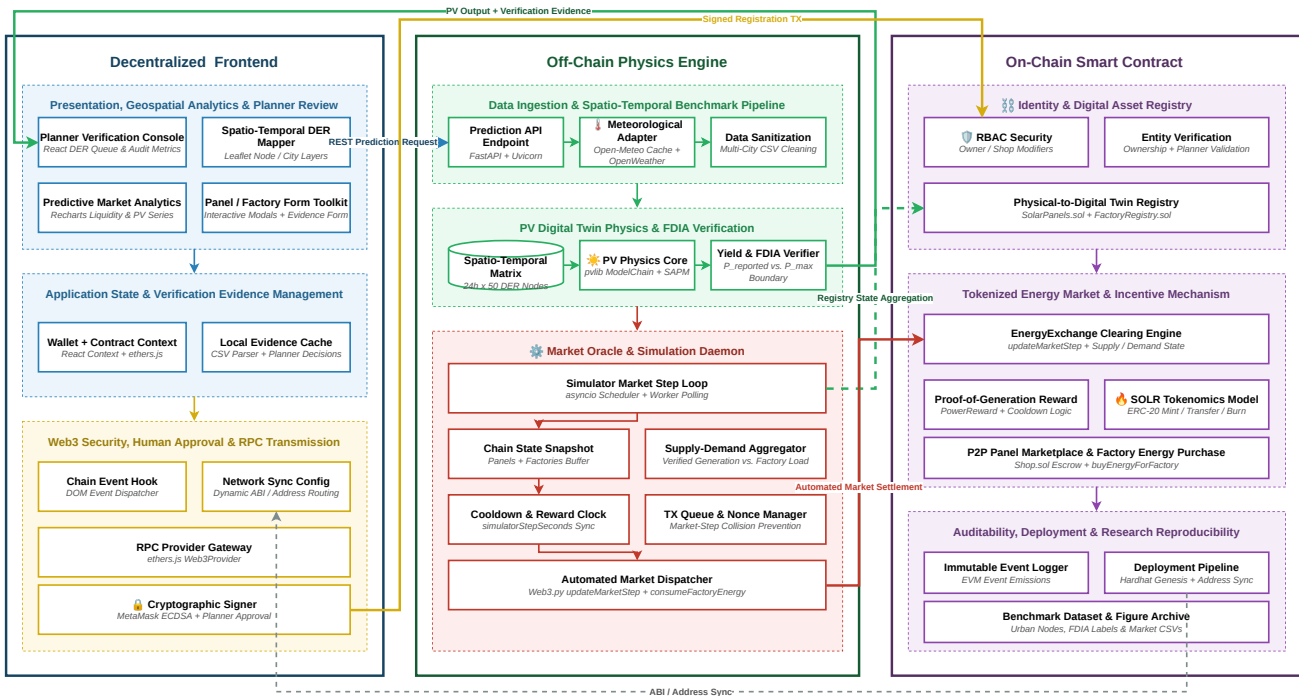 PV Output + Verification Evidence
Signed Registration TX
Decentralized Frontend
Presentation, Geospatial Analytics & Planner Review
Planner Verification Console
React DER Queue & Audit Metrics
Spatio-Temporal DER
Mapper
Leaflet Node / City Layers
Predictive Market Analytics
Recharts Liquidity & PV Series
Panel / Factory Form Toolkit
Interactive Modals + Evidence Form
Application State & Verification Evidence Management
Wallet + Contract Context
React Context + ethers.js
Local Evidence Cache
CSV Parser + Planner Decisions
Web3 Security, Human Approval & RPC Transmission
Chain Event Hook
DOM Event Dispatcher
Network Sync Config
Dynamic ABI / Address Routing
RPC Provider Gateway
ethers.js Web3Provider
🔒 Cryptographic Signer
MetaMask ECDSA + Planner Approval
REST Prediction Request
Off-Chain Physics Engine
Data Ingestion & Spatio-Temporal Benchmark Pipeline
Prediction API
Endpoint
FastAPI + Uvicorn
🌡️ Meteorological
Adapter
Open-Meteo Cache +
OpenWeather
Data Sanitization
Multi-City CSV Cleaning
PV Digital Twin Physics & FDIA Verification
Spatio-Temporal
Matrix
24h x 50 DER Nodes
☀️ PV Physics Core
pvlib ModelChain + SAPM
Yield & FDIA Verifier
P_reported vs. P_max
Boundary
Registry State Aggregation
⚙️ Market Oracle & Simulation Daemon
Simulator Market Step Loop
asyncio Scheduler + Worker Polling
Chain State Snapshot
Panels + Factories Buffer
Supply-Demand Aggregator
Verified Generation vs. Factory Load
Automated Market Settlement
Cooldown & Reward Clock
simulatorStepSeconds Sync
TX Queue & Nonce Manager
Market-Step Collision Prevention
Automated Market Dispatcher
Web3.py updateMarketStep + consumeFactoryEnergy
On-Chain Smart Contract
⛓️ Identity & Digital Asset Registry
🛡️ RBAC Security
Owner / Shop Modifiers
Entity Verification
Ownership + Planner Validation
Physical-to-Digital Twin Registry
SolarPanels.sol + FactoryRegistry.sol
Tokenized Energy Market & Incentive Mechanism
EnergyExchange Clearing Engine
updateMarketStep + Supply / Demand State
Proof-of-Generation Reward
PowerReward + Cooldown Logic
🔥 SOLR Tokenomics Model
ERC-20 Mint / Transfer / Burn
P2P Panel Marketplace & Factory Energy Purchase
Shop.sol Escrow + buyEnergyForFactory
Auditability, Deployment & Research Reproducibility
Immutable Event Logger
EVM Event Emissions
Deployment Pipeline
Hardhat Genesis + Address Sync
Benchmark Dataset & Figure Archive
Urban Nodes, FDIA Labels & Market CSVs
ABI / Address Sync